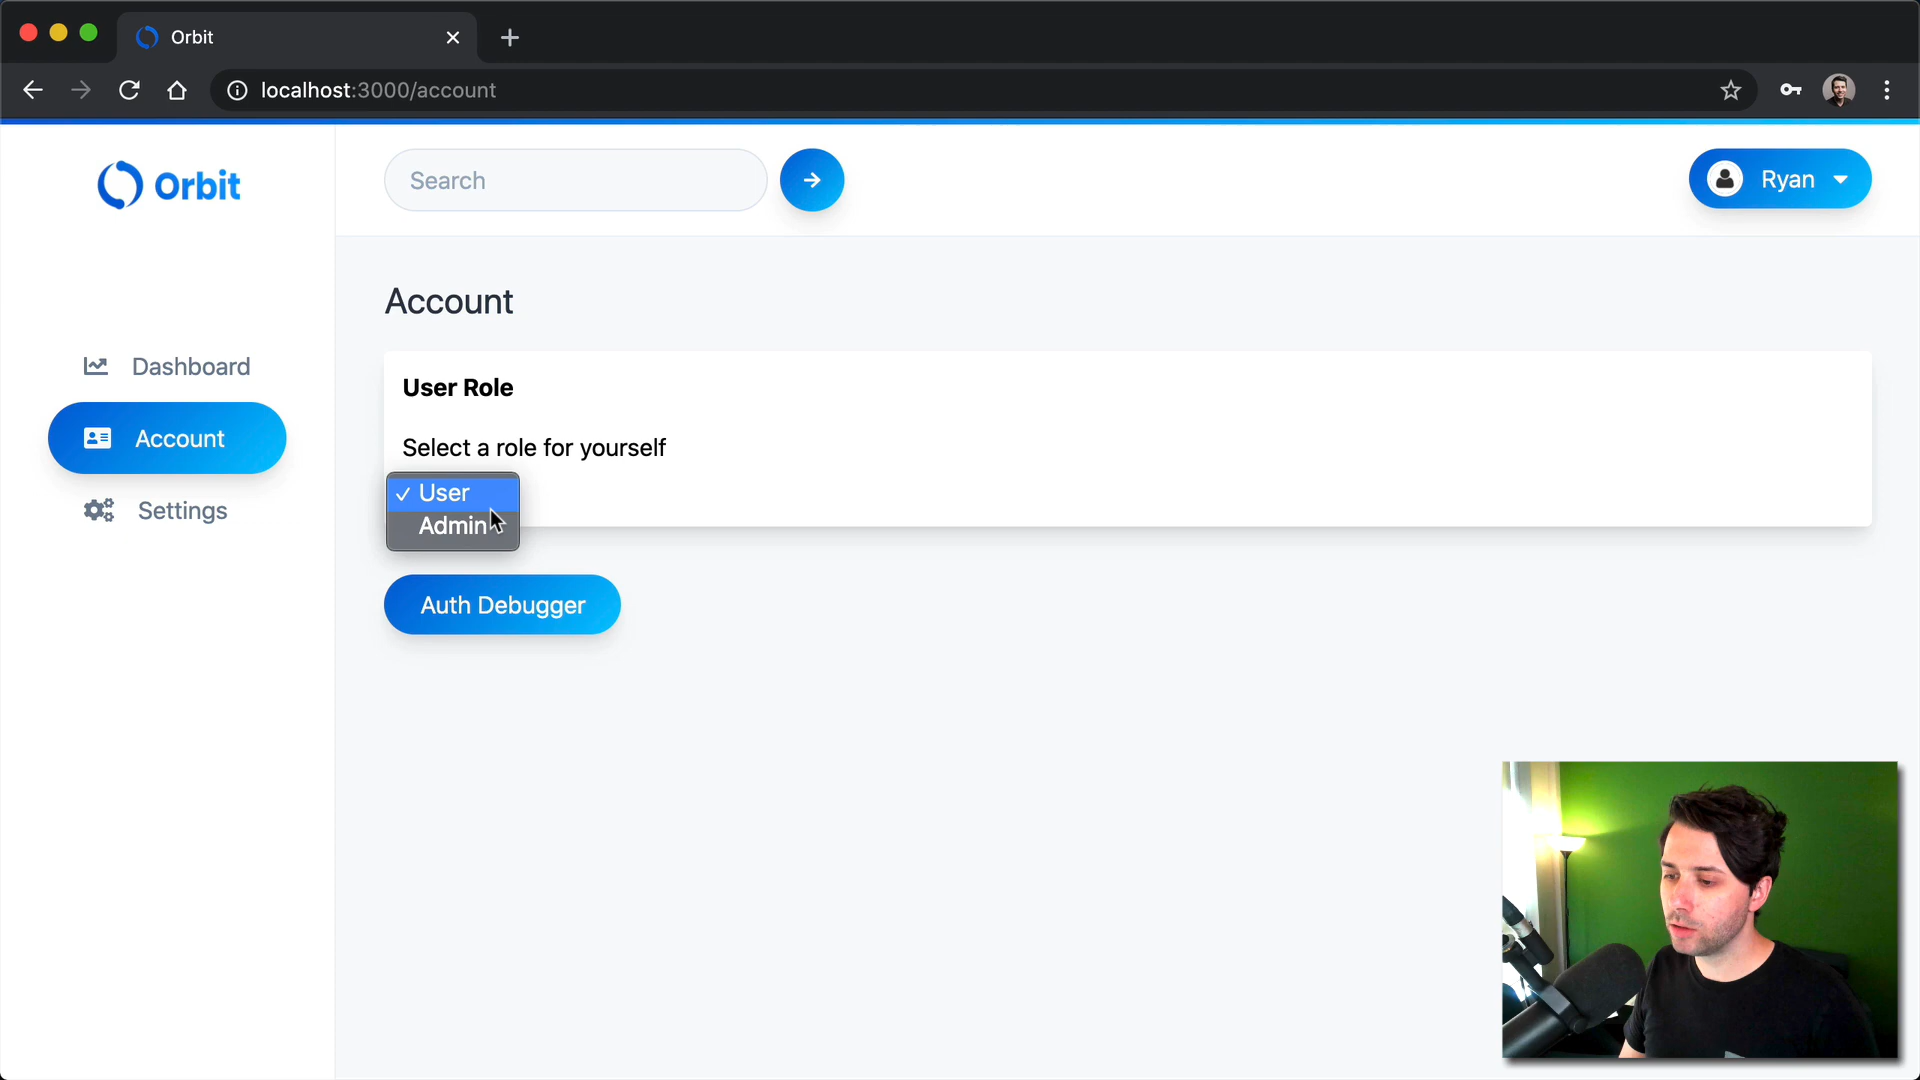 Orbit
localhost:3000/account
Orbit
Search
Ryan
Account
Dashboard
Account
Settings
User Role
Select a role for yourself
User
Admin
Auth Debugger